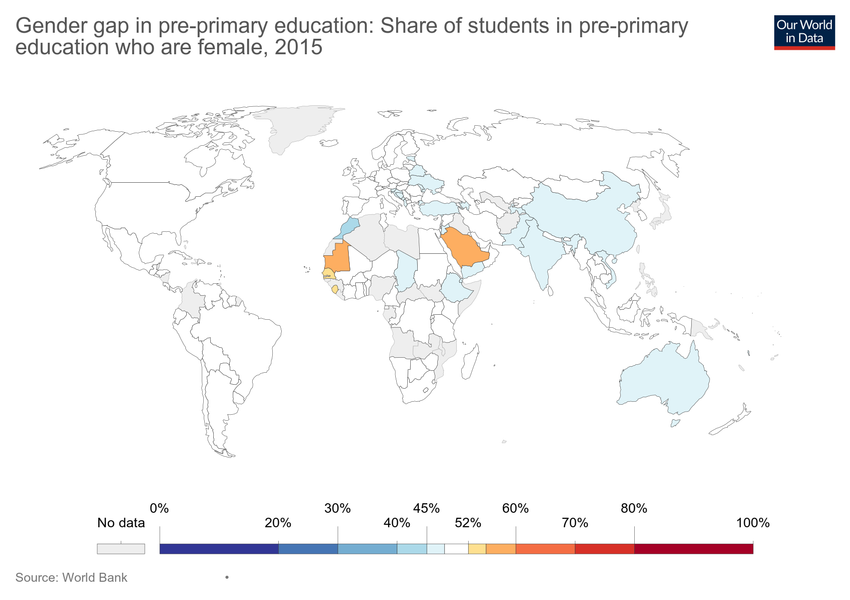 Gender gap in pre-primary education: Share of students in pre-primary
education who are female, 2015
Our World
in Data
0% 30% 45% 60% 80%
No data 20% 40% 52% 70% 100%
Source: World Bank •